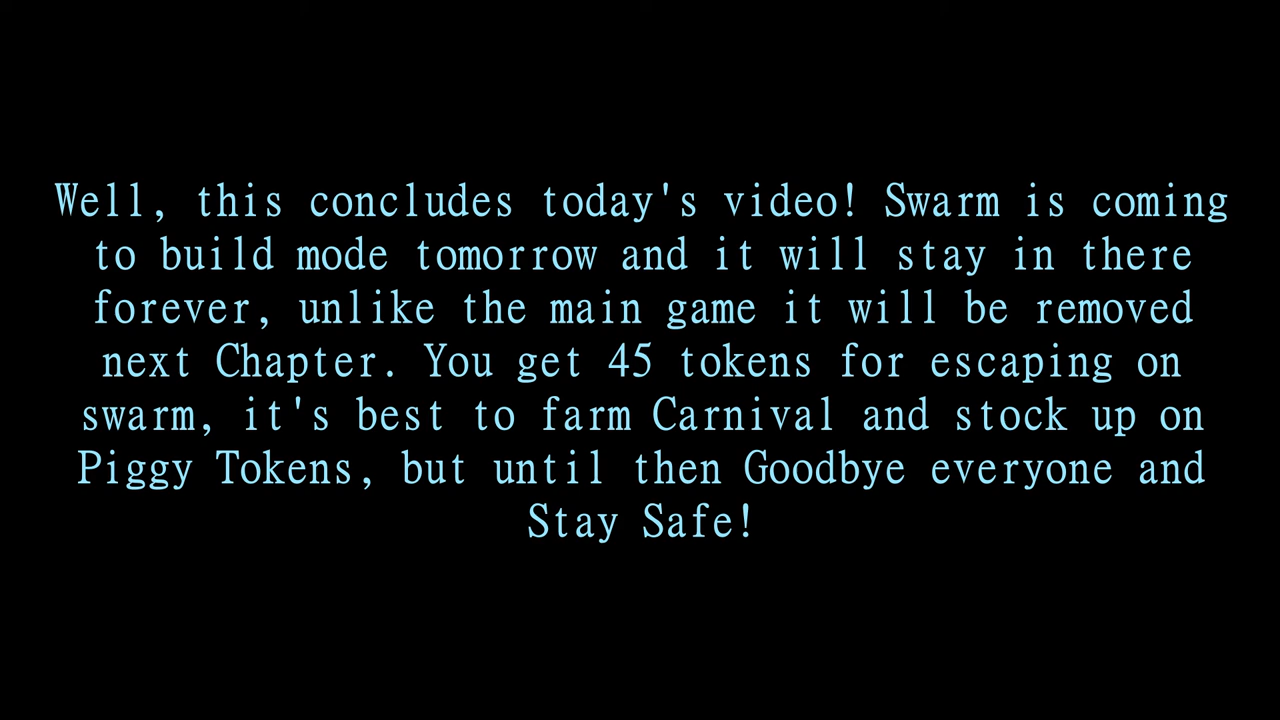 Well, this concludes today's video! Swarm is coming
to build mode tomorrow and it will stay in there
forever, unlike the main game it will be removed
next Chapter. You get 45 tokens for escaping on
swarm, it's best to farm Carnival and stock up on
Piggy Tokens, but until then Goodbye everyone and
Stay Safe!